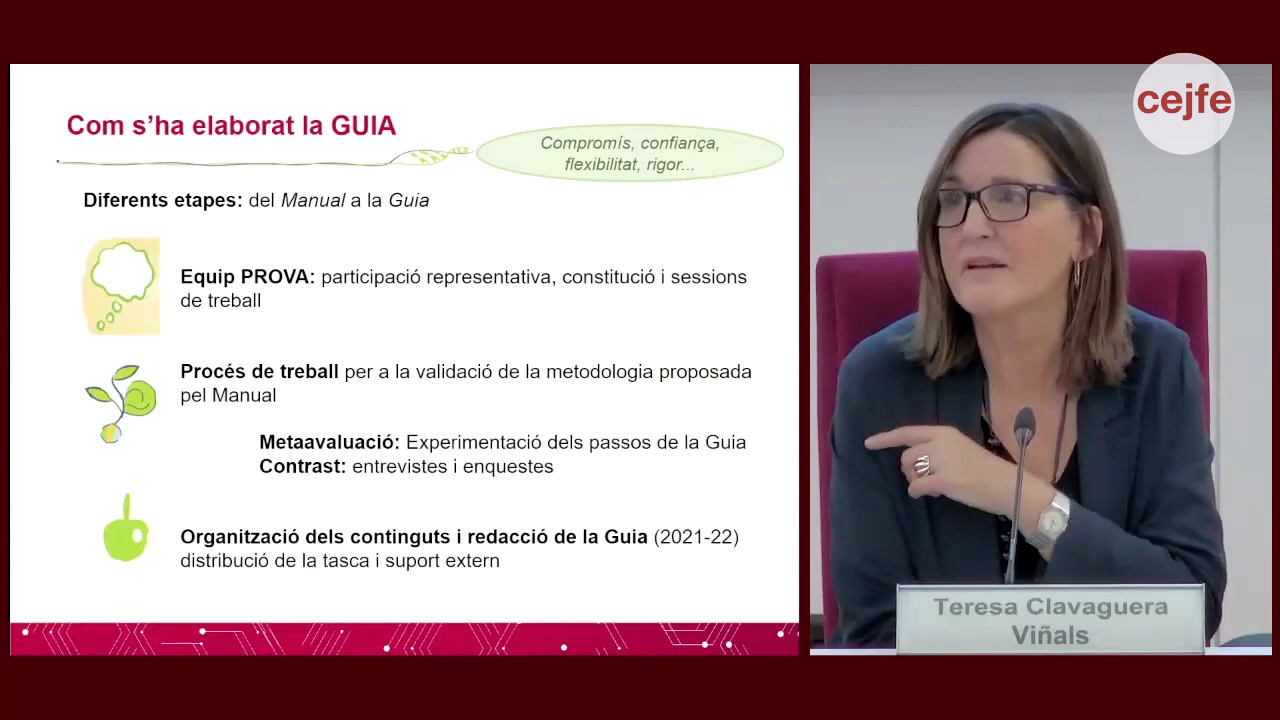 Com s'ha elaborat la GUIA
Compromís, confiança,
flexibilitat, rigor...
Diferents etapes: del Manual a la Guia
Equip PROVA: participació representativa, constitució i sessions
de treball
Procés de treball per a la validació de la metodologia proposada
pel Manual
Metaavaluació: Experimentació dels passos de la Guia
Contrast: entrevistes i enquestes
Organització dels continguts i redacció de la Guia (2021-22)
distribució de la tasca i suport extern
cejfe
Teresa Clavaguera
Viñals